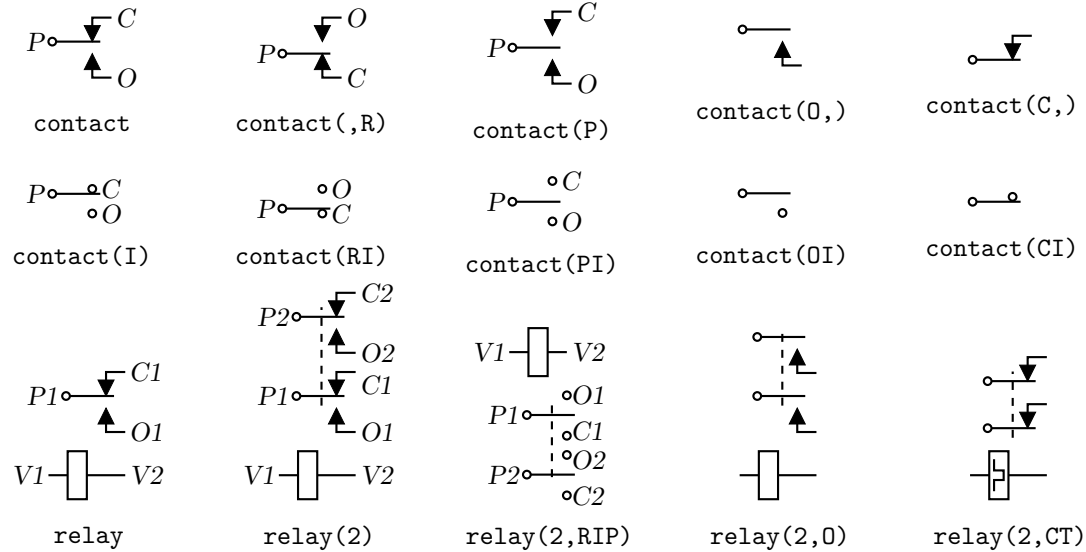 C O C
P P P
O C O
contact contact(,R) contact(P) contact(O,) contact(C,)
P C O P O C P C O
contact(I) contact(RI) contact(PI) contact(OI) contact(CI)
C2
P2
O2
V1 V2
C1 C1 O1
P1 P1 P1
O1 O1 C1
O2
V1 V2 V1 V2 P2
C2
relay relay(2) relay(2,RIP) relay(2,O) relay(2,CT)